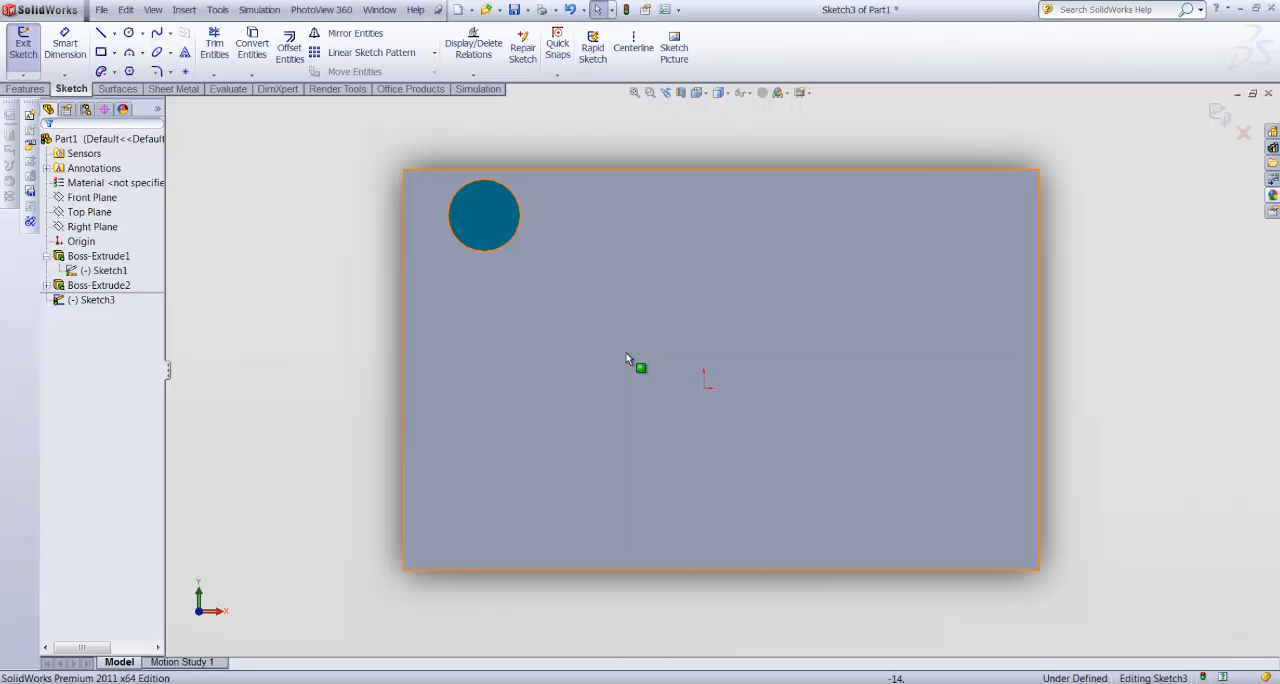 SolidWorks File Edit View Insert Tools Simulation PhotoView 360 Window Help Sketch3 of Part1 * Search SolidWorks Help
Exit Sketch
Smart Dimension
Trim Entities
Convert Entities
Offset Entities
Mirror Entities
Linear Sketch Pattern
Move Entities
Display/Delete Relations
Repair Sketch
Quick Snaps
Rapid Sketch
Centerline
Sketch Picture
Features Sketch Surfaces Sheet Metal Evaluate DimXpert Render Tools Office Products Simulation
Part1 (Default<<Default
Sensors
Annotations
Material <not specifie
Front Plane
Top Plane
Right Plane
Origin
Boss-Extrude1
(-) Sketch1
Boss-Extrude2
(-) Sketch3
Y
X
Model Motion Study 1
SolidWorks Premium 2011 x64 Edition -14, Under Defined Editing Sketch3